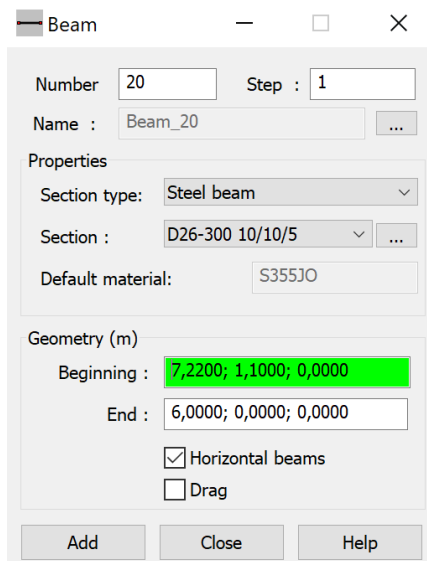 Beam
Number 20 Step : 1
Name : Beam_20 ...
Properties
Section type: Steel beam
Section : D26-300 10/10/5 ...
Default material: S355JO
Geometry (m)
Beginning : 7,2200; 1,1000; 0,0000
End : 6,0000; 0,0000; 0,0000
Horizontal beams
Drag
Add Close Help